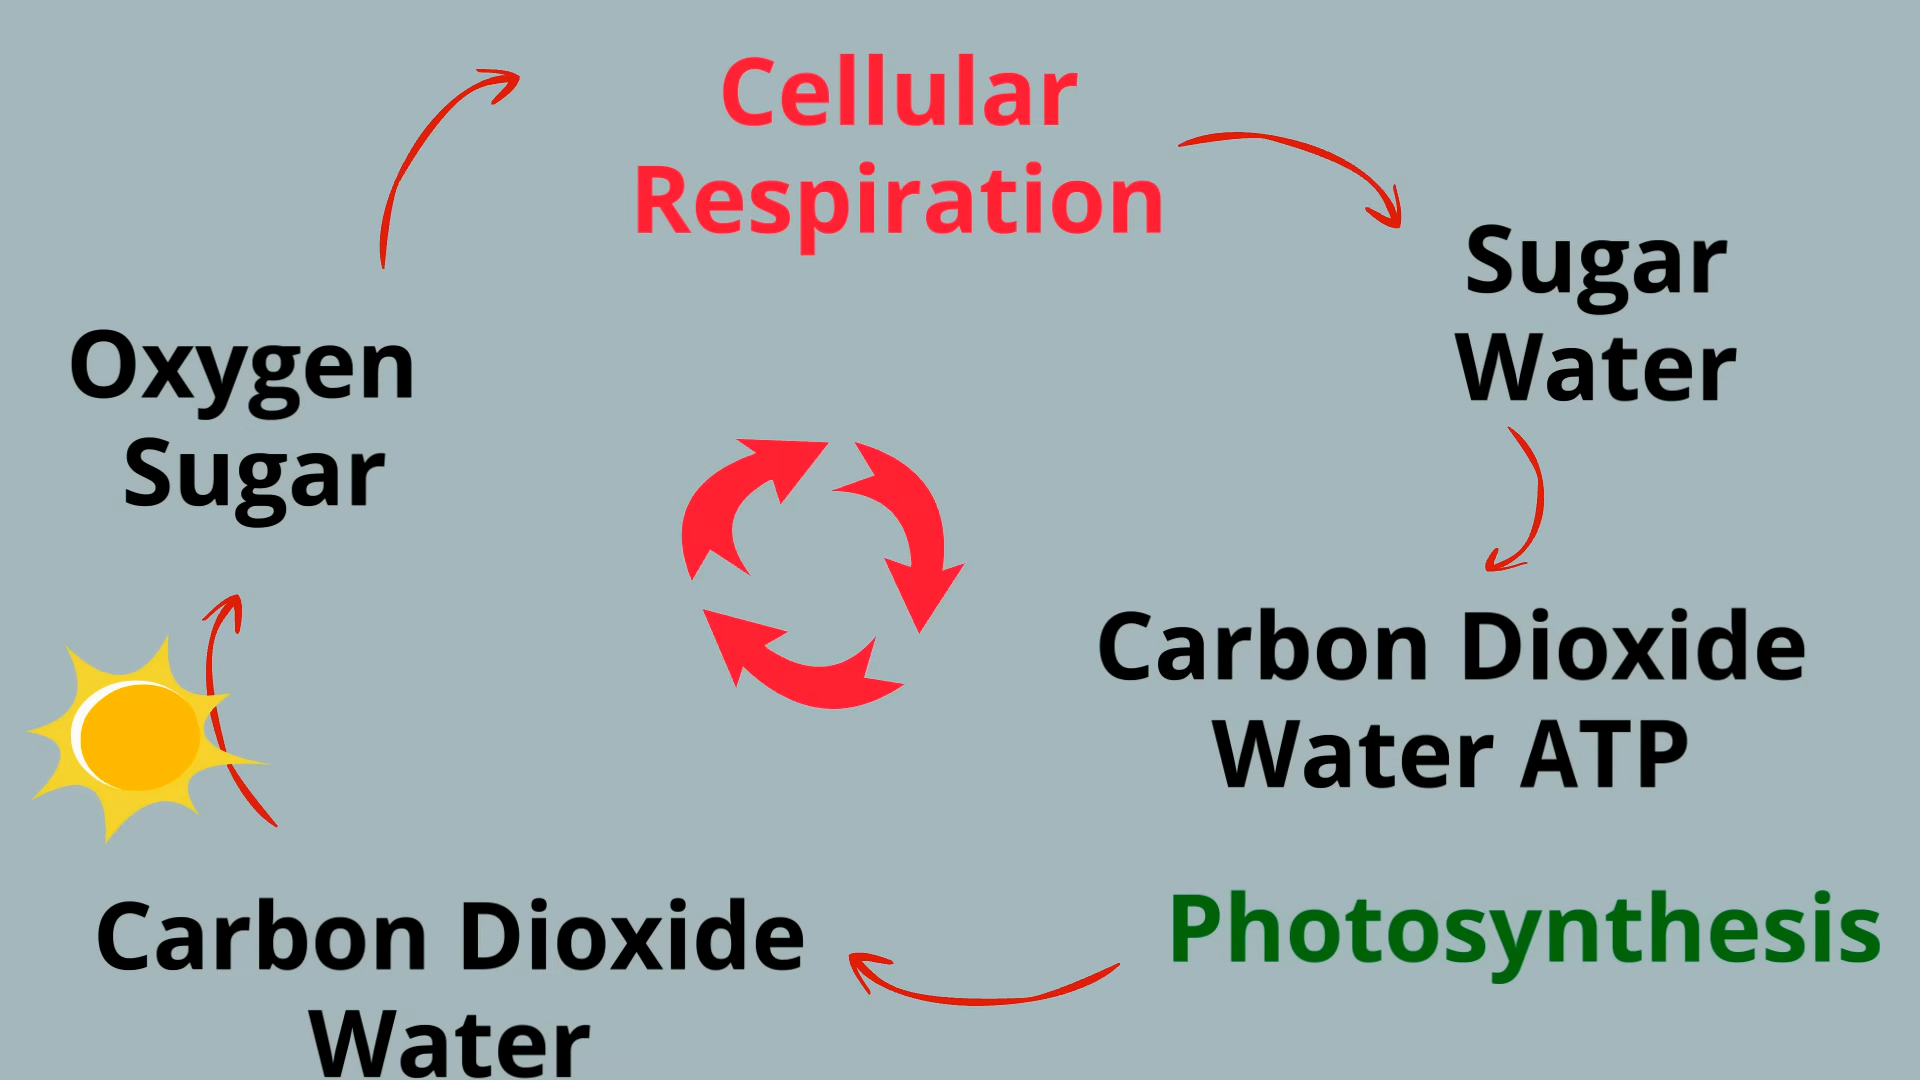 Cellular
Respiration
Sugar
Water
Oxygen
Sugar
Carbon Dioxide
Water ATP
Photosynthesis
Carbon Dioxide
Water